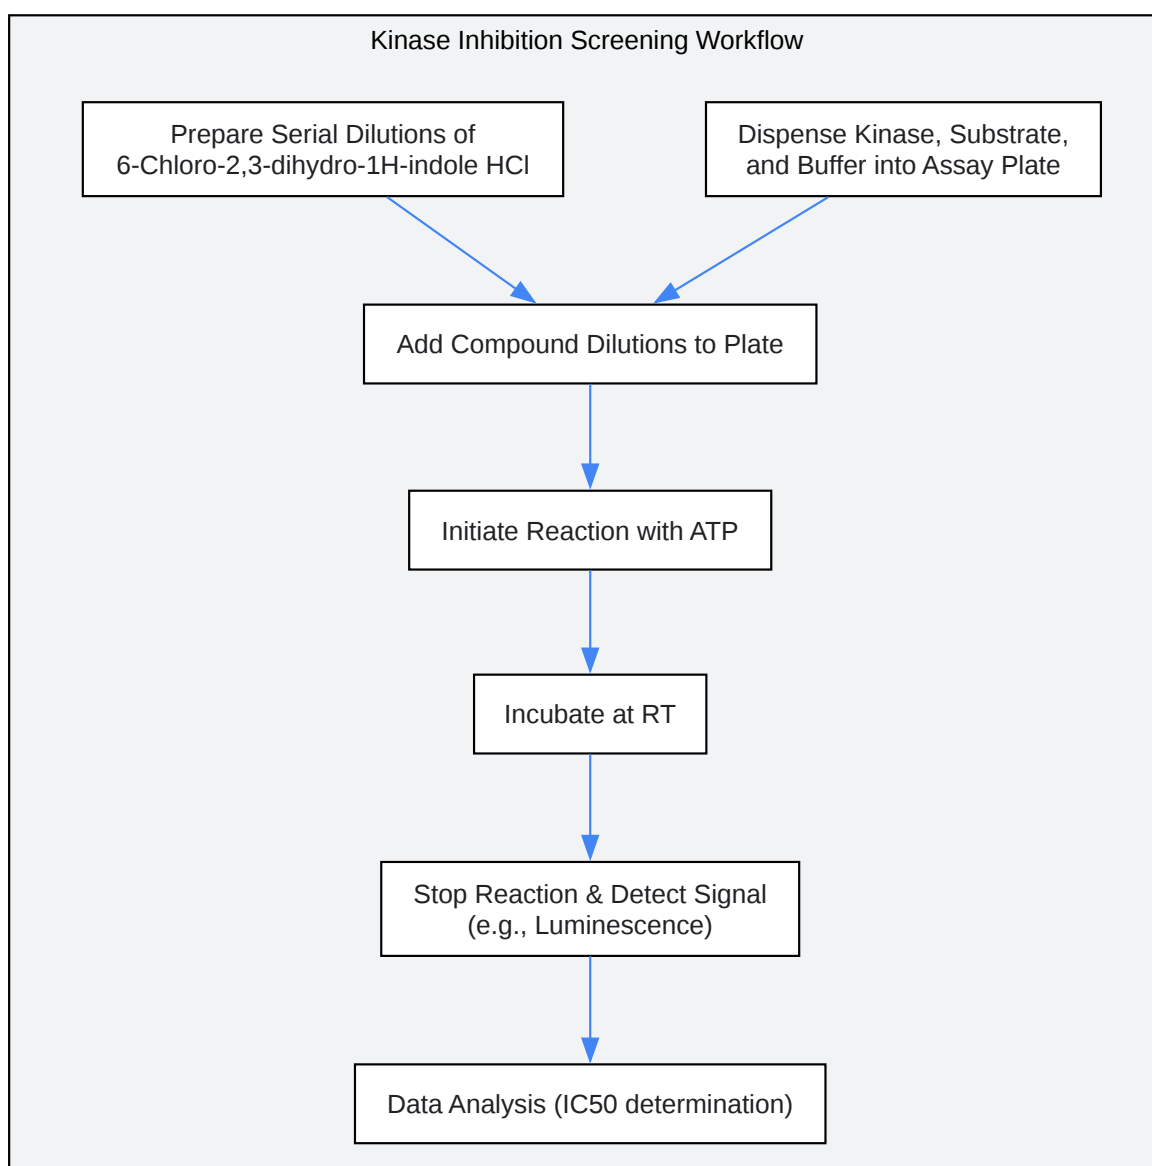 Kinase Inhibition Screening Workflow
Prepare Serial Dilutions of
6-Chloro-2,3-dihydro-1H-indole HCl
Dispense Kinase, Substrate,
and Buffer into Assay Plate
Add Compound Dilutions to Plate
Initiate Reaction with ATP
Incubate at RT
Stop Reaction & Detect Signal
(e.g., Luminescence)
Data Analysis (IC50 determination)